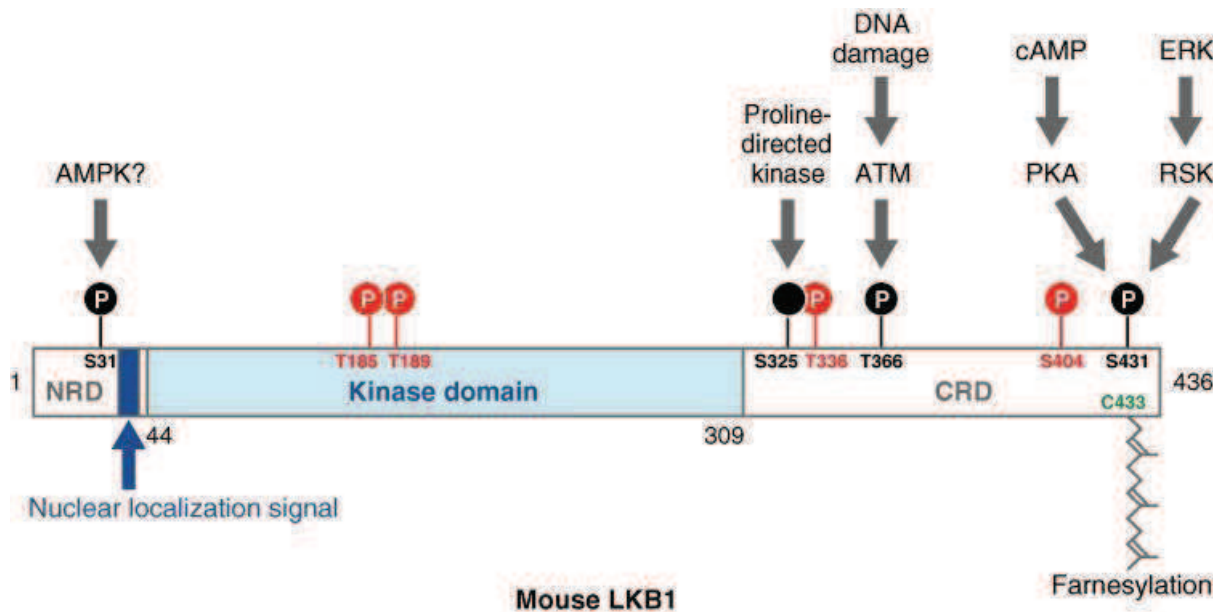 DNA
damage
cAMP
ERK
Proline-
directed
kinase
AMPK?
ATM
PKA
RSK
P
P
P
P
P
P
P
S31
T185
T189
S325
T336
T366
S404
S431
1
NRD
Kinase domain
CRD
C433
436
44
309
Nuclear localization signal
Farnesylation
Mouse LKB1